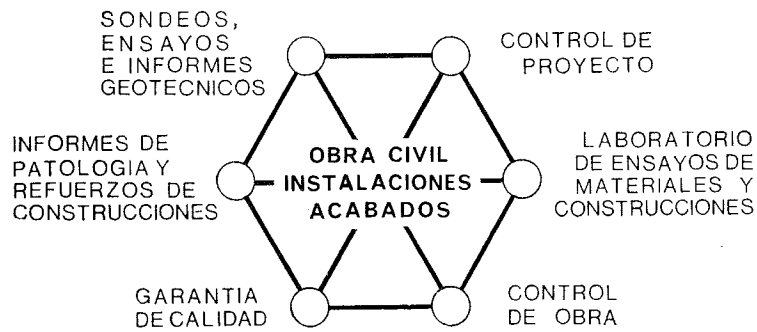 SONDEOS,
ENSAYOS
E INFORMES
GEOTECNICOS
CONTROL DE
PROYECTO
INFORMES DE
PATOLOGIA Y
REFUERZOS DE
CONSTRUCCIONES
OBRA CIVIL
INSTALACIONES
ACABADOS
LABORATORIO
DE ENSAYOS DE
MATERIALES Y
CONSTRUCCIONES
GARANTIA
DE CALIDAD
CONTROL
DE OBRA